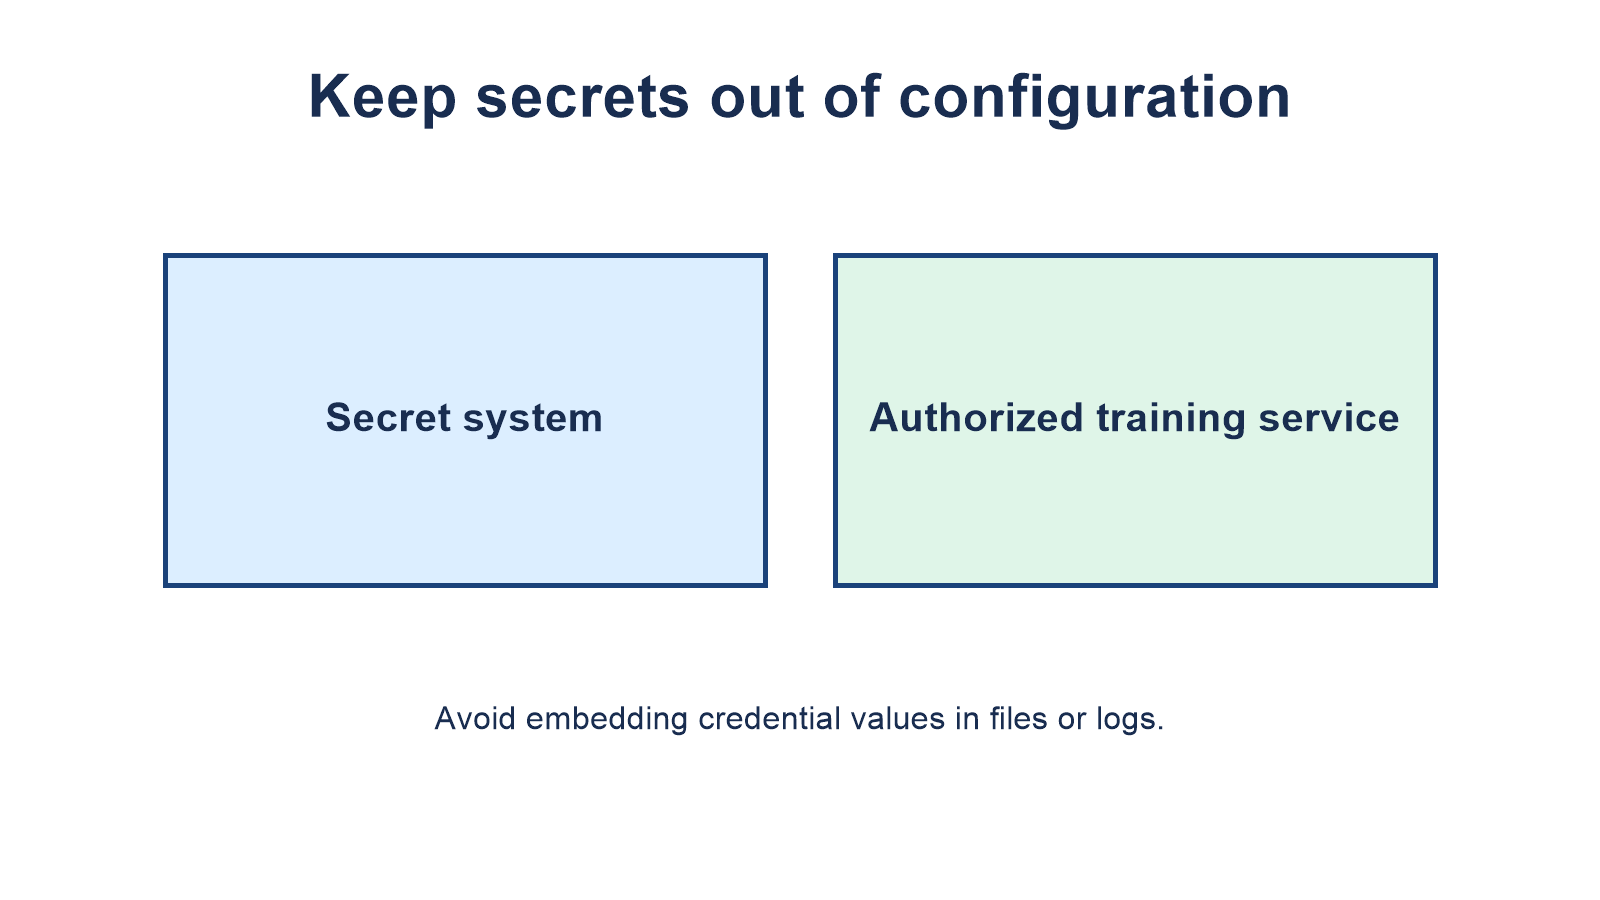 Keep secrets out of configuration
Secret system
Authorized training service
Avoid embedding credential values in files or logs.